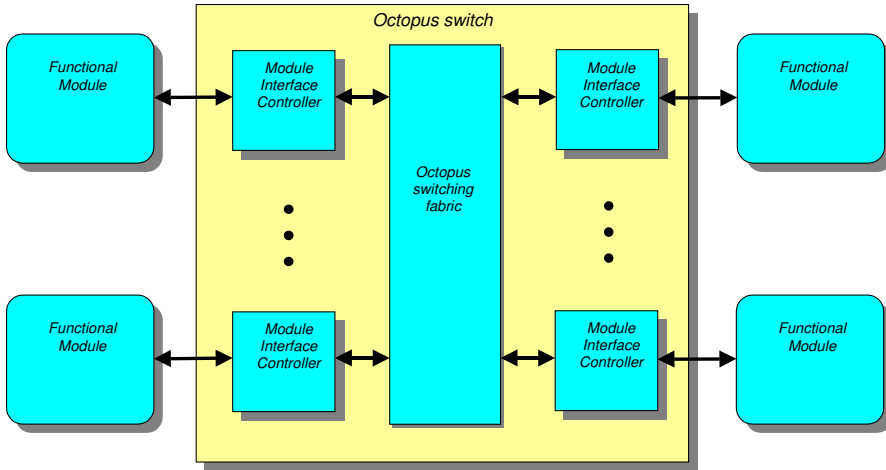 Octopus switch
Functional
Module
Module
Interface
Controller
Octopus
switching
fabric
Module
Interface
Controller
Functional
Module
Functional
Module
Module
Interface
Controller
Module
Interface
Controller
Functional
Module